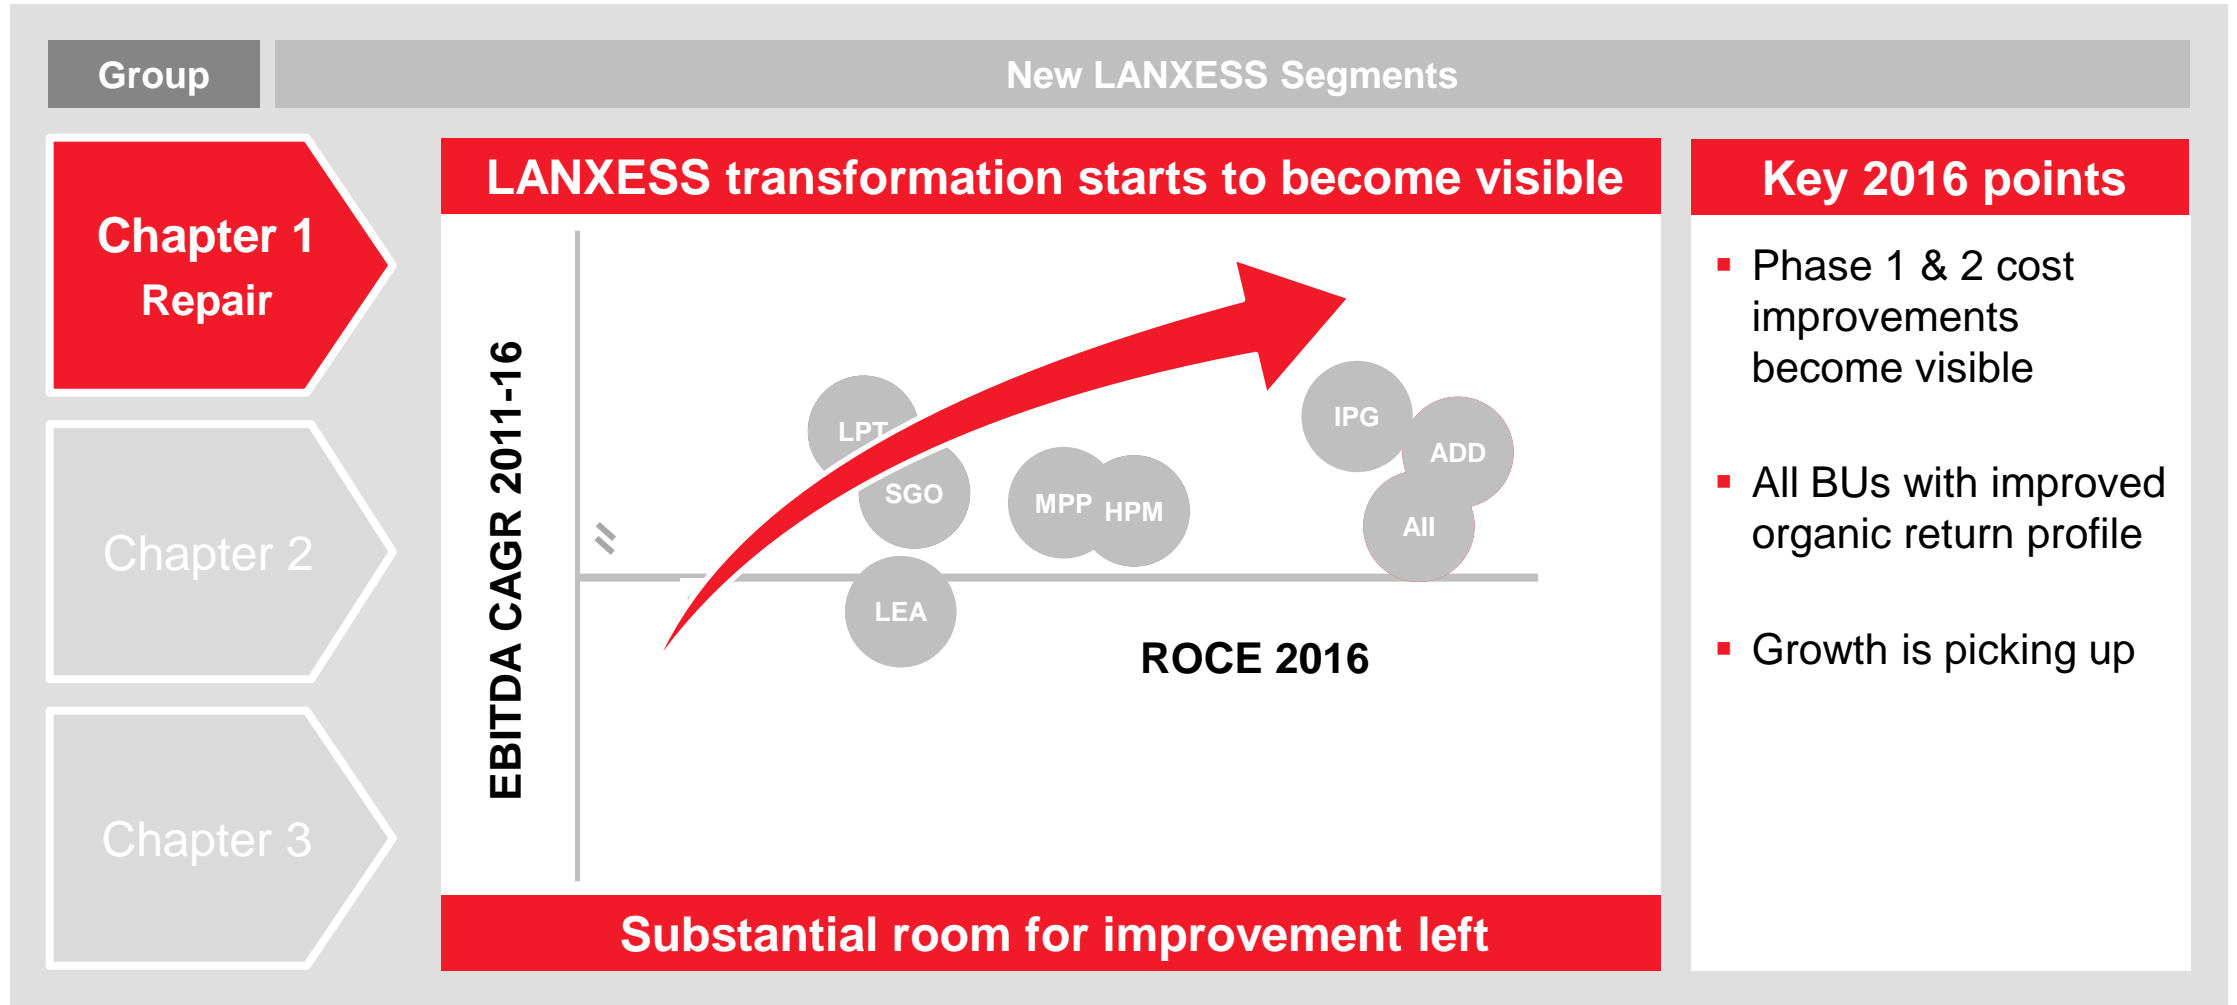 Group
New LANXESS Segments
Chapter 1
Repair
Chapter 2
Chapter 3
LANXESS transformation starts to become visible
EBITDA CAGR 2011-16
LPT
SGO
LEA
MPP
HPM
IPG
ADD
AII
ROCE 2016
Substantial room for improvement left
Key 2016 points
▪ Phase 1 & 2 cost
improvements
become visible
▪ All BUs with improved
organic return profile
▪ Growth is picking up